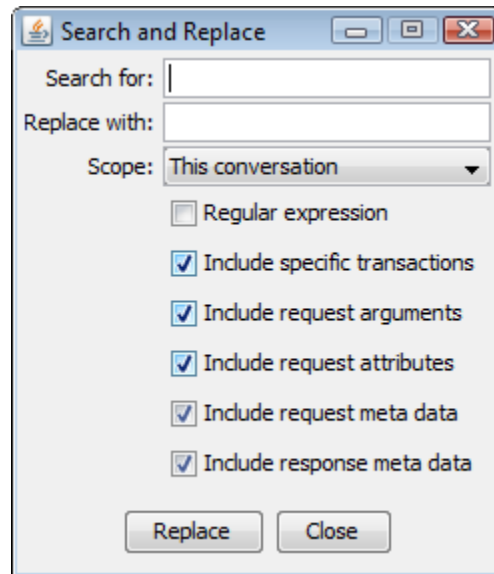 Search and Replace
Search for:
Replace with:
Scope: This conversation
Regular expression
Include specific transactions
Include request arguments
Include request attributes
Include request meta data
Include response meta data
Replace Close